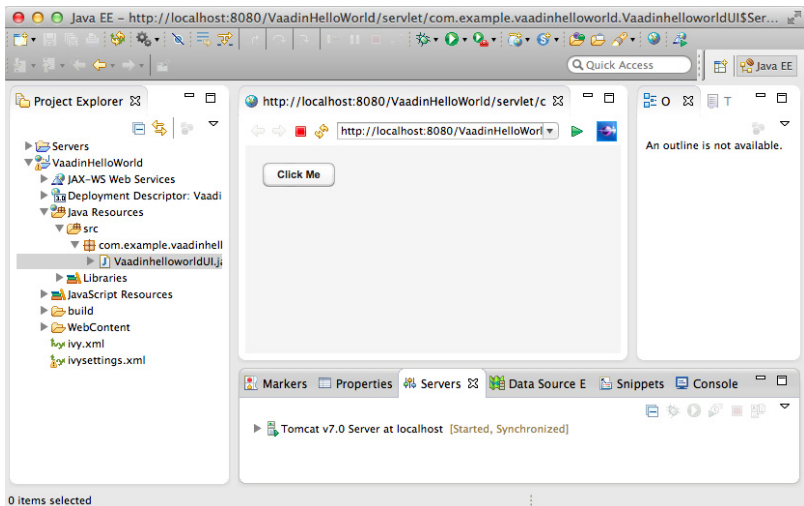 Java EE – http://localhost:8080/VaadinHelloWorld/servlet/com.example.vaadinhelloworld.VaadinhelloworldUI$Ser...
Quick Access
Java EE
Project Explorer
Servers
VaadinHelloWorld
JAX-WS Web Services
Deployment Descriptor: Vaadi
Java Resources
src
com.example.vaadinhell
VaadinhelloworldUI.ja
Libraries
JavaScript Resources
build
WebContent
ivy.xml
ivysettings.xml
http://localhost:8080/VaadinHelloWorld/servlet/c
http://localhost:8080/VaadinHelloWorl
Click Me
O
T
An outline is not available.
Markers
Properties
Servers
Data Source E
Snippets
Console
Tomcat v7.0 Server at localhost [Started, Synchronized]
0 items selected